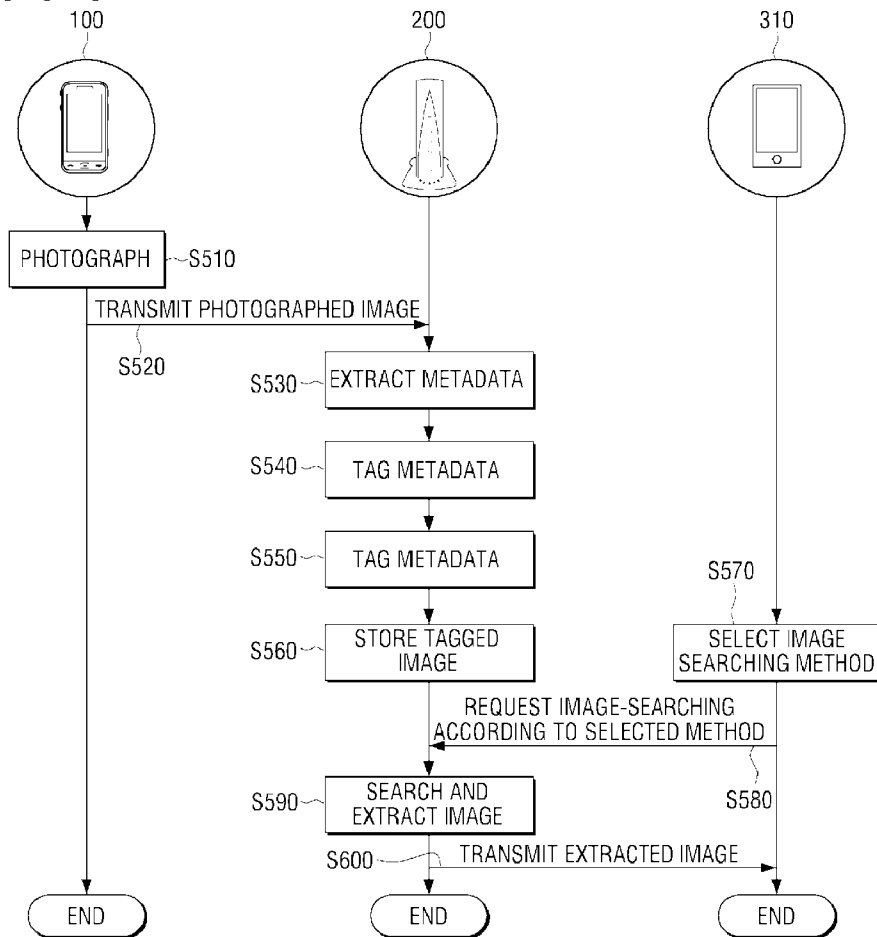 100
200
310
PHOTOGRAPH
S510
TRANSMIT PHOTOGRAPHED IMAGE
S520
S530
EXTRACT METADATA
S540
TAG METADATA
S550
TAG METADATA
S570
S560
STORE TAGGED
IMAGE
SELECT IMAGE
SEARCHING METHOD
REQUEST IMAGE-SEARCHING
ACCORDING TO SELECTED METHOD
S580
S590
SEARCH AND
EXTRACT IMAGE
S600
TRANSMIT EXTRACTED IMAGE
END
END
END